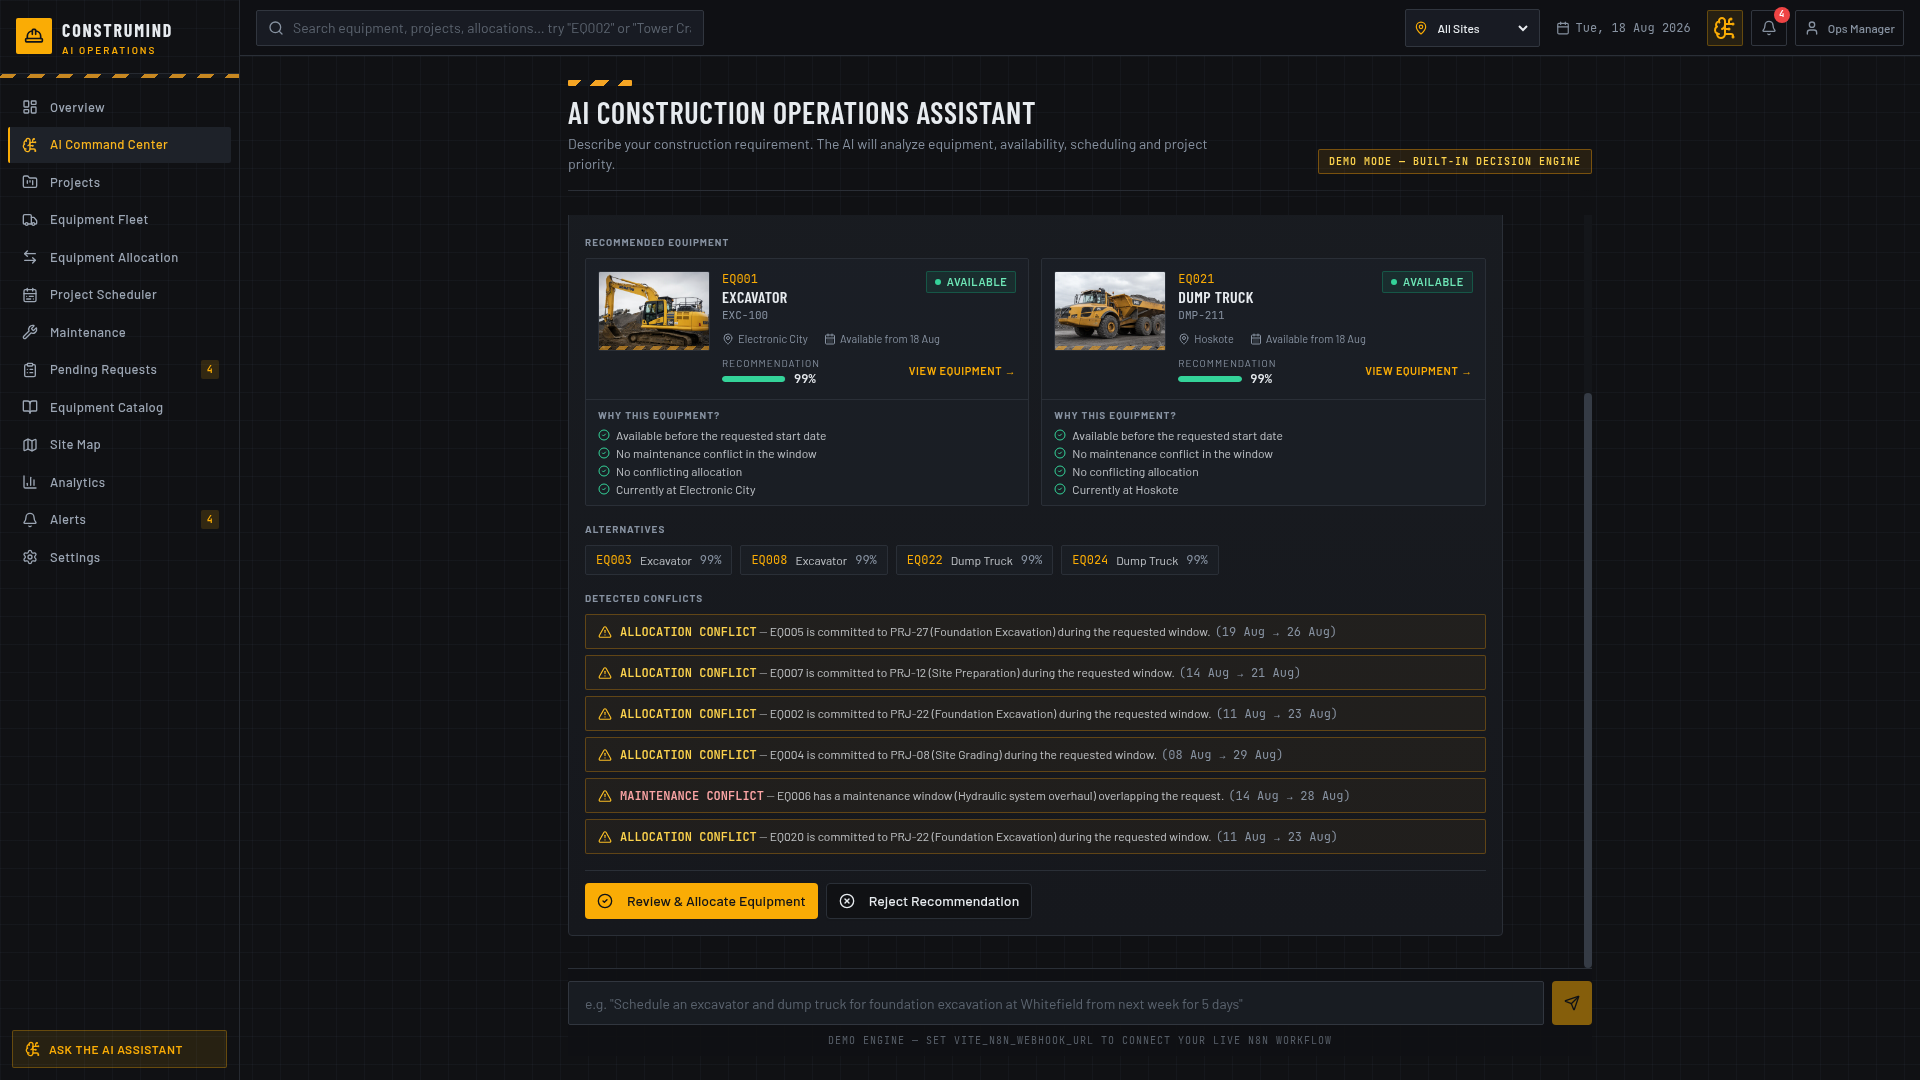 CONSTRUMIND
AI OPERATIONS
Search equipment, projects, allocations... try "EQ002" or "Tower Cr
All Sites
Tue, 18 Aug 2026
4
Ops Manager
Overview
AI Command Center
Projects
Equipment Fleet
Equipment Allocation
Project Scheduler
Maintenance
Pending Requests 4
Equipment Catalog
Site Map
Analytics
Alerts 4
Settings
ASK THE AI ASSISTANT
AI CONSTRUCTION OPERATIONS ASSISTANT
Describe your construction requirement. The AI will analyze equipment, availability, scheduling and project
priority.
DEMO MODE — BUILT-IN DECISION ENGINE
RECOMMENDED EQUIPMENT
EQ001
AVAILABLE
EXCAVATOR
EXC-100
Electronic City Available from 18 Aug
RECOMMENDATION
99%
VIEW EQUIPMENT →
WHY THIS EQUIPMENT?
Available before the requested start date
No maintenance conflict in the window
No conflicting allocation
Currently at Electronic City
EQ021
AVAILABLE
DUMP TRUCK
DMP-211
Hoskote Available from 18 Aug
RECOMMENDATION
99%
VIEW EQUIPMENT →
WHY THIS EQUIPMENT?
Available before the requested start date
No maintenance conflict in the window
No conflicting allocation
Currently at Hoskote
ALTERNATIVES
EQ003 Excavator 99%
EQ008 Excavator 99%
EQ022 Dump Truck 99%
EQ024 Dump Truck 99%
DETECTED CONFLICTS
ALLOCATION CONFLICT — EQ005 is committed to PRJ-27 (Foundation Excavation) during the requested window. (19 Aug → 26 Aug)
ALLOCATION CONFLICT — EQ007 is committed to PRJ-12 (Site Preparation) during the requested window. (14 Aug → 21 Aug)
ALLOCATION CONFLICT — EQ002 is committed to PRJ-22 (Foundation Excavation) during the requested window. (11 Aug → 23 Aug)
ALLOCATION CONFLICT — EQ004 is committed to PRJ-08 (Site Grading) during the requested window. (08 Aug → 29 Aug)
MAINTENANCE CONFLICT — EQ006 has a maintenance window (Hydraulic system overhaul) overlapping the request. (14 Aug → 28 Aug)
ALLOCATION CONFLICT — EQ020 is committed to PRJ-22 (Foundation Excavation) during the requested window. (11 Aug → 23 Aug)
Review & Allocate Equipment
Reject Recommendation
e.g. "Schedule an excavator and dump truck for foundation excavation at Whitefield from next week for 5 days"
DEMO ENGINE — SET VITE_N8N_WEBHOOK_URL TO CONNECT YOUR LIVE N8N WORKFLOW